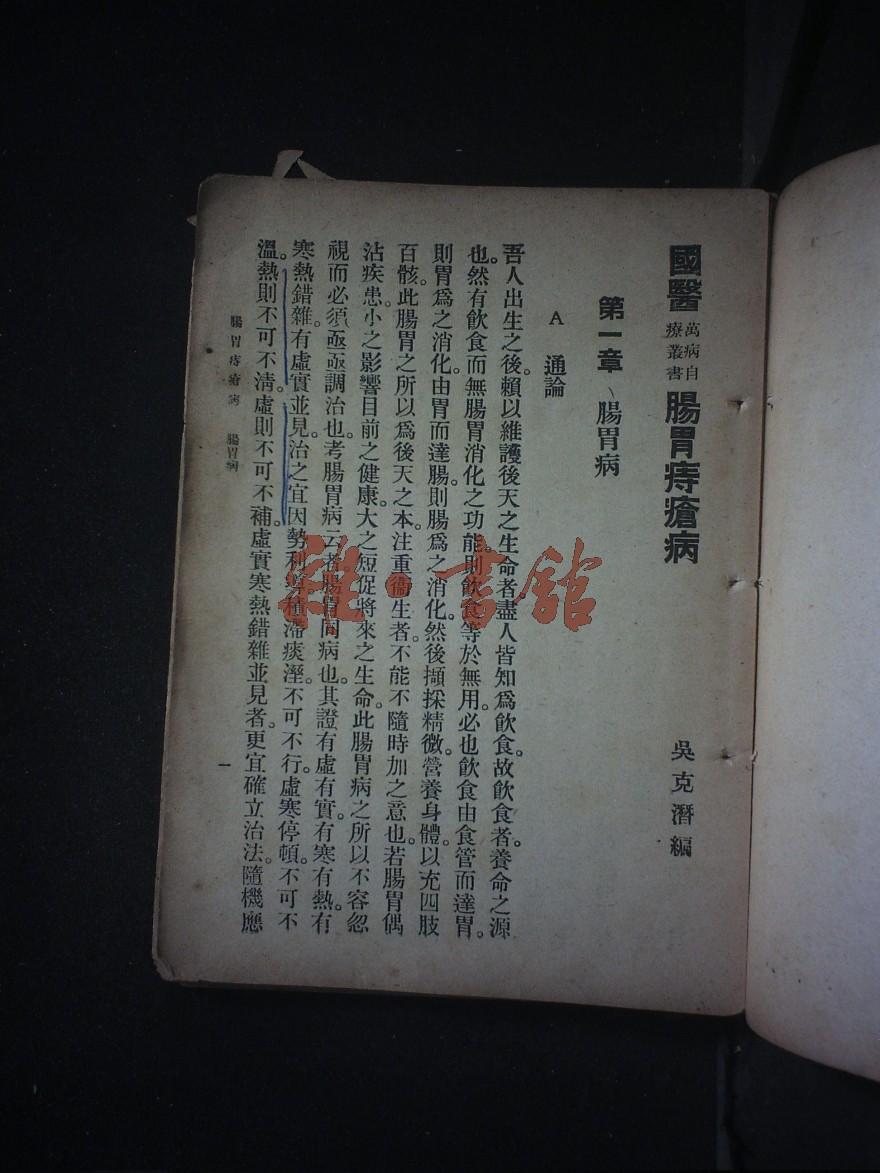 國醫萬病自療叢書 腸胃痔瘡病
吳克潛編
第一章 腸胃病
A 通論
吾人出生之後。賴以維護後天之生命者。盡人皆知為飲食。故飲食者。養命之源
也。然有飲食而無腸胃消化之功能。則飲食等於無用。必也飲食由食管而達胃。
則胃爲之消化。由胃而達腸。則腸爲之消化。然後擷採精微。營養身體。以充四肢
百骸。此腸胃之所以爲後天之本。注重衞生者。不能不隨時加之意也。若腸胃偶
沾疾患。小之影響目前之健康。大之短促將來之生命。此腸胃病之所以不容忽
視。而必須亟亟調治也。考腸胃病云者。腸胃同病也。其證有虛有實。有寒有熱。有
寒熱錯雜。有虛實並見。治之宜因勢利導。積滯痰溼。不可不行。虛寒停頓。不可不
溫。熱則不可不清。虛則不可不補。虛實寒熱錯雜並見者。更宜確立治法。隨機應
腸胃痔瘡病 腸胃病
一
雜·書館